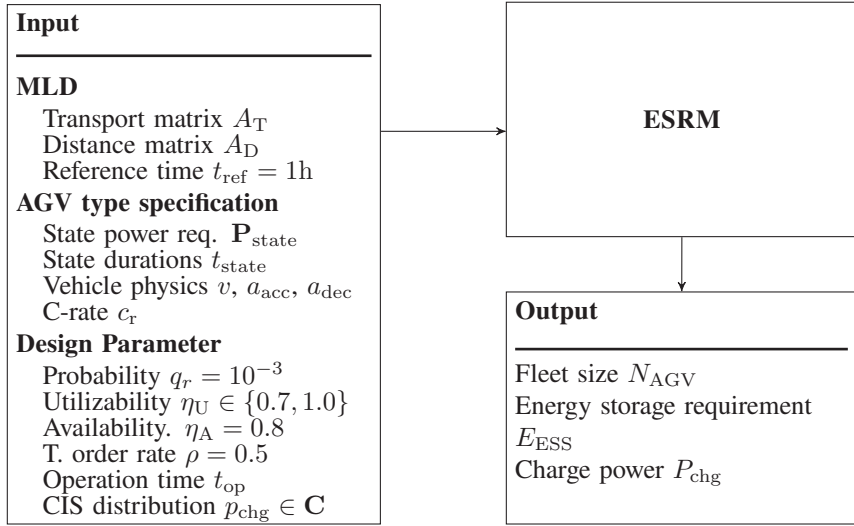 Input
MLD
Transport matrix A_T
Distance matrix A_D
Reference time t_ref = 1h
AGV type specification
State power req. P_state
State durations t_state
Vehicle physics v, a_acc, a_dec
C-rate c_r
Design Parameter
Probability q_r = 10^−3
Utilizability η_U ∈ {0.7, 1.0}
Availability. η_A = 0.8
T. order rate ρ = 0.5
Operation time t_op
CIS distribution p_chg ∈ C
ESRM
Output
Fleet size N_AGV
Energy storage requirement
E_ESS
Charge power P_chg